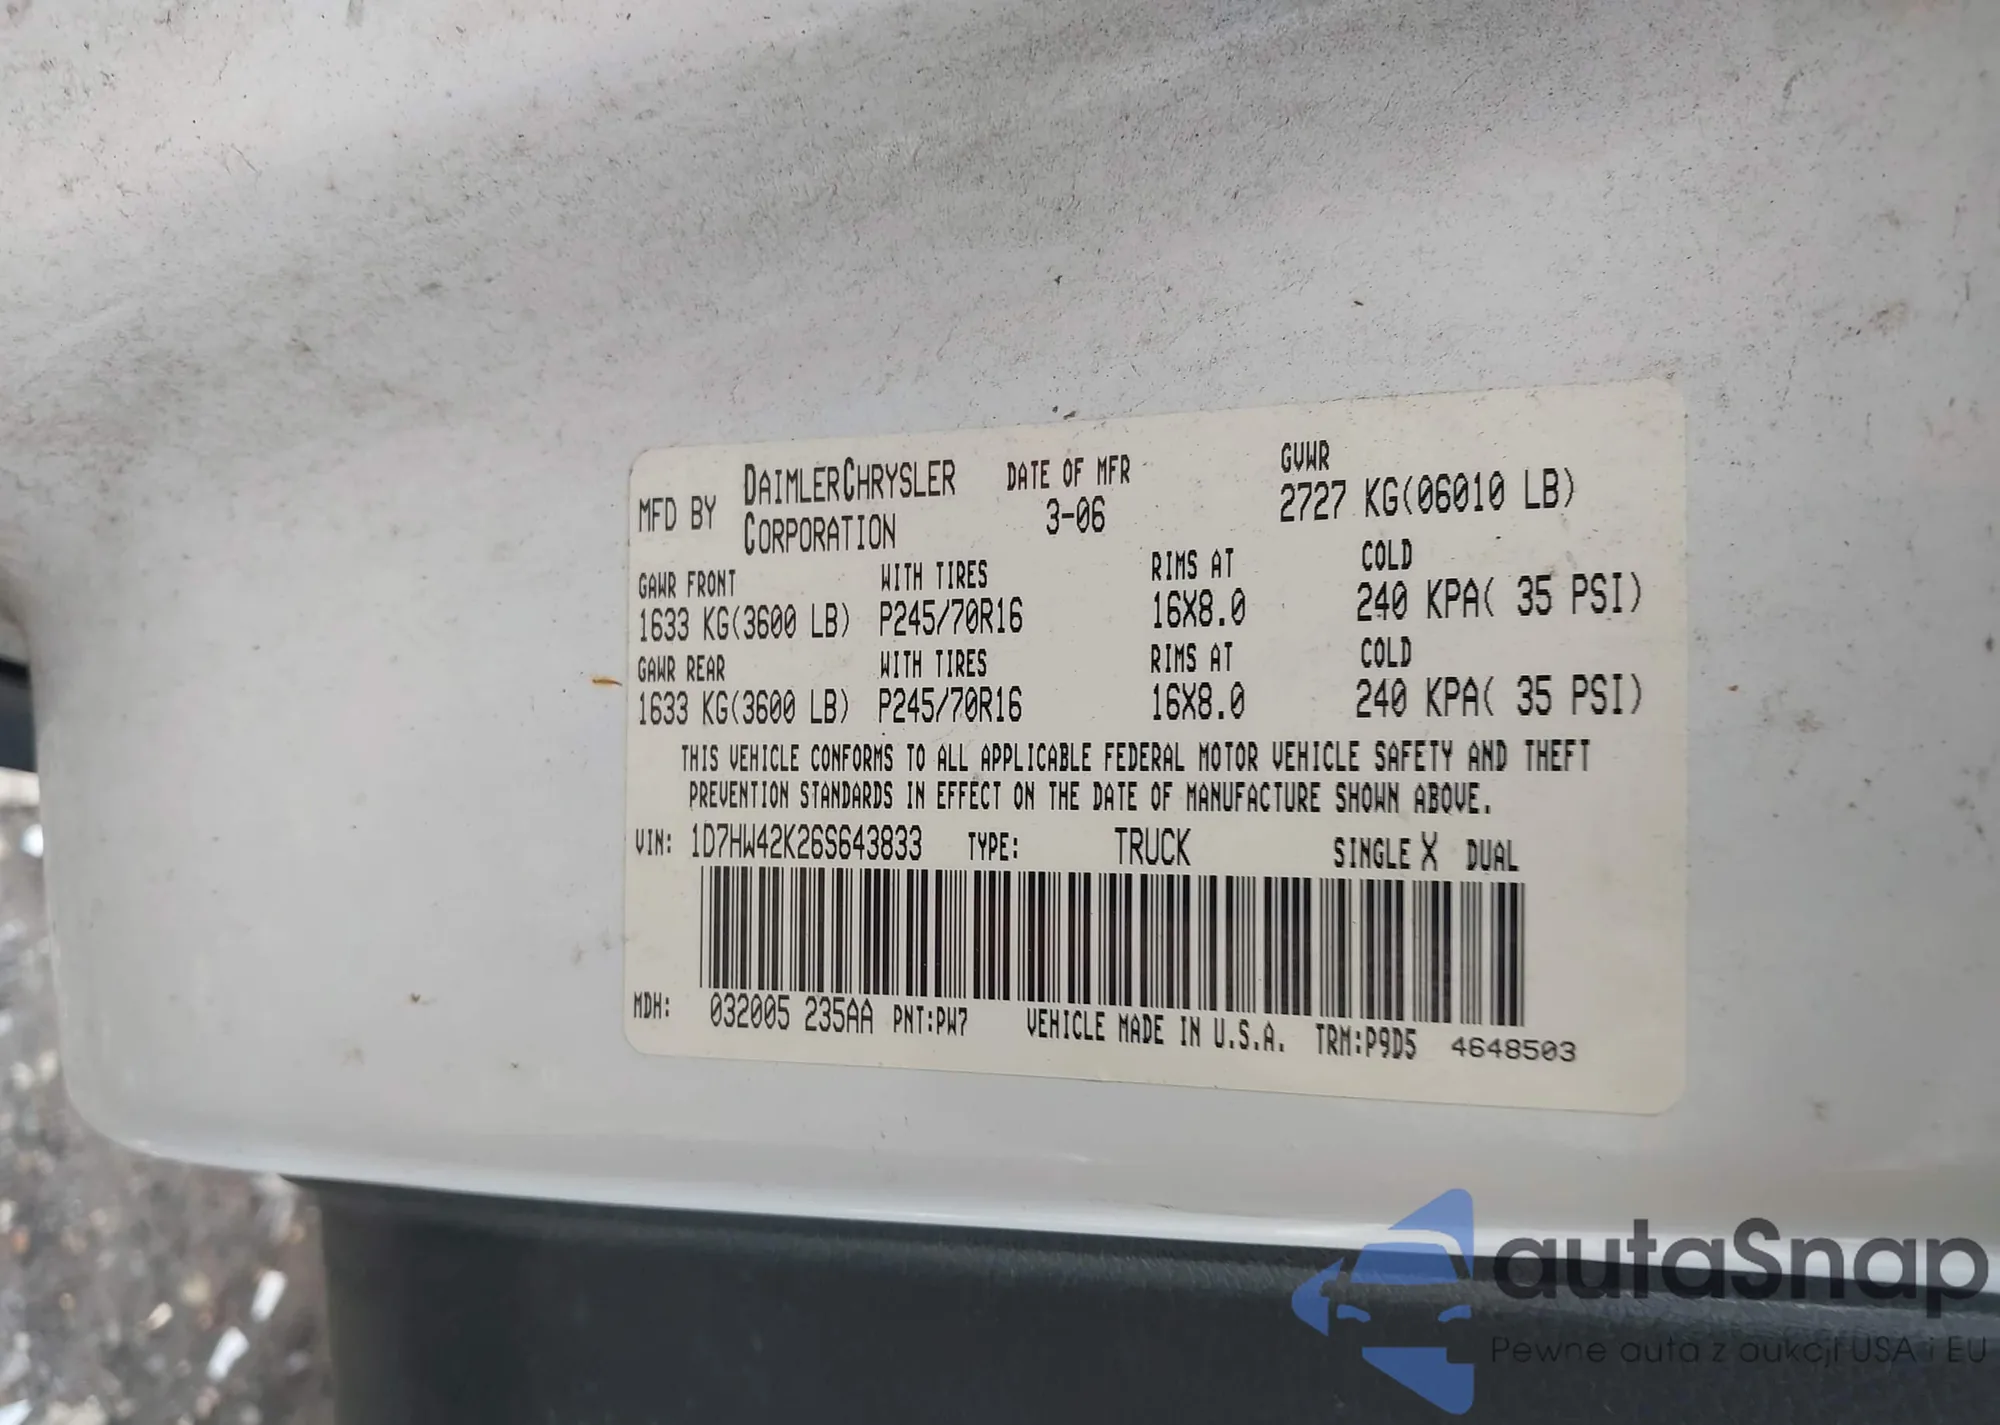 MFD BY DAIMLERCHRYSLER CORPORATION DATE OF MFR 3-06 GVWR 2727 KG(06010 LB)
GAWR FRONT WITH TIRES RIMS AT COLD
1633 KG(3600 LB) P245/70R16 16X8.0 240 KPA( 35 PSI)
GAWR REAR WITH TIRES RIMS AT COLD
1633 KG(3600 LB) P245/70R16 16X8.0 240 KPA( 35 PSI)
THIS VEHICLE CONFORMS TO ALL APPLICABLE FEDERAL MOTOR VEHICLE SAFETY AND THEFT
PREVENTION STANDARDS IN EFFECT ON THE DATE OF MANUFACTURE SHOWN ABOVE.
VIN: 1D7HW42K26S643833 TYPE: TRUCK SINGLE X DUAL
MDH: 032005 235AA PNT:PW7 VEHICLE MADE IN U.S.A. TRM:P9D5 4648503
autaSnap
Pewne auta z aukcji USA i EU